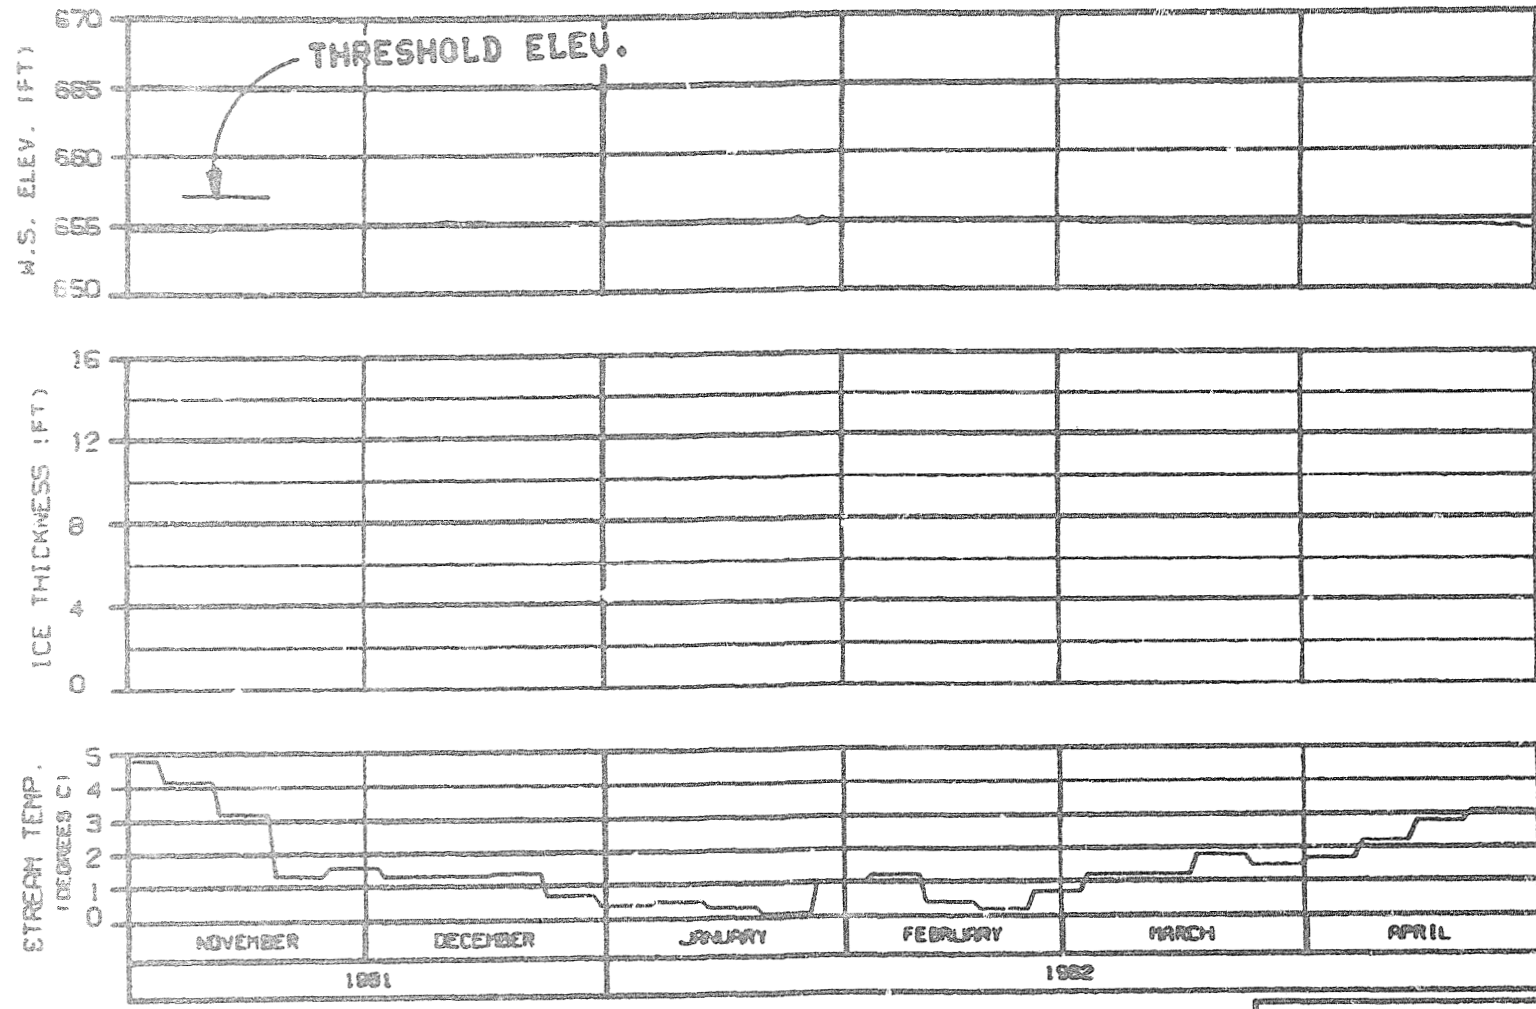 670
THRESHOLD ELEV.
665
660
655
650
W.S. ELEV. (FT)
16
12
8
4
0
ICE THICKNESS (FT)
5
4
3
2
1
0
STREAM TEMP.
(DEGREES C)
NOVEMBER DECEMBER JANUARY FEBRUARY MARCH APRIL
1981 1982